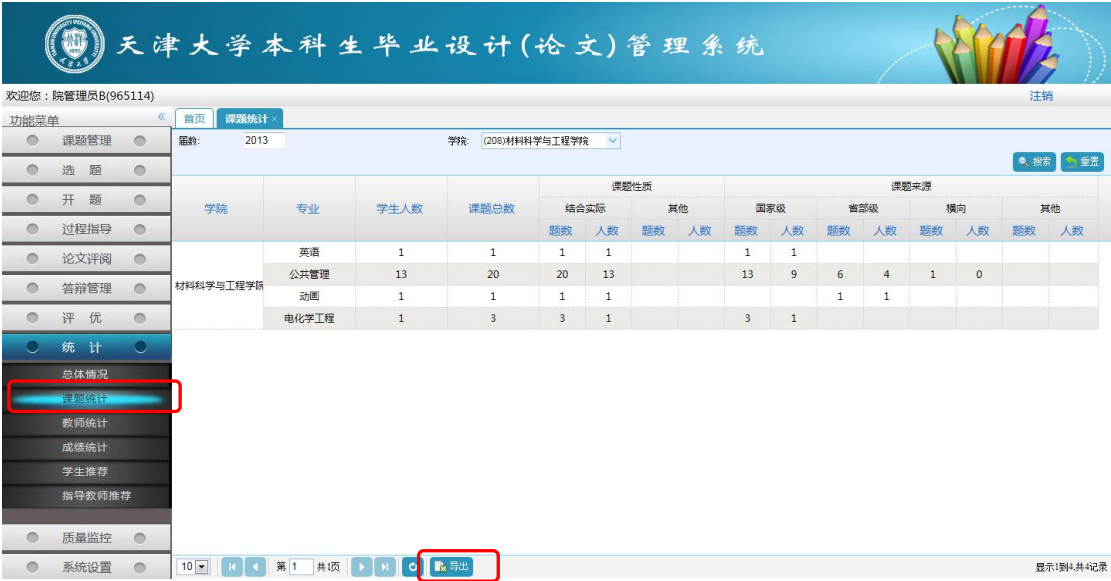 天津大学本科生毕业设计(论文)管理系统
欢迎您：院管理员B(965114) 注销
功能菜单 « 首页 课题统计 ×
届数: 2013 学院: (208)材料科学与工程学院
搜索 重置
课题管理
选 题
开 题
过程指导
论文评阅
答辩管理
评 优
统 计
总体情况
课题统计
教师统计
成绩统计
学生推荐
指导教师推荐
质量监控
系统设置
课题性质 课题来源
学院 专业 学生人数 课题总数 结合实际 其他 国家级 省部级 横向 其他
题数 人数 题数 人数 题数 人数 题数 人数 题数 人数 题数 人数
材料科学与工程学院
英语 1 1 1 1 1 1
公共管理 13 20 20 13 13 9 6 4 1 0
动画 1 1 1 1 1 1
电化学工程 1 3 3 1 3 1
10 第 1 共1页 导出 显示1到4,共4记录